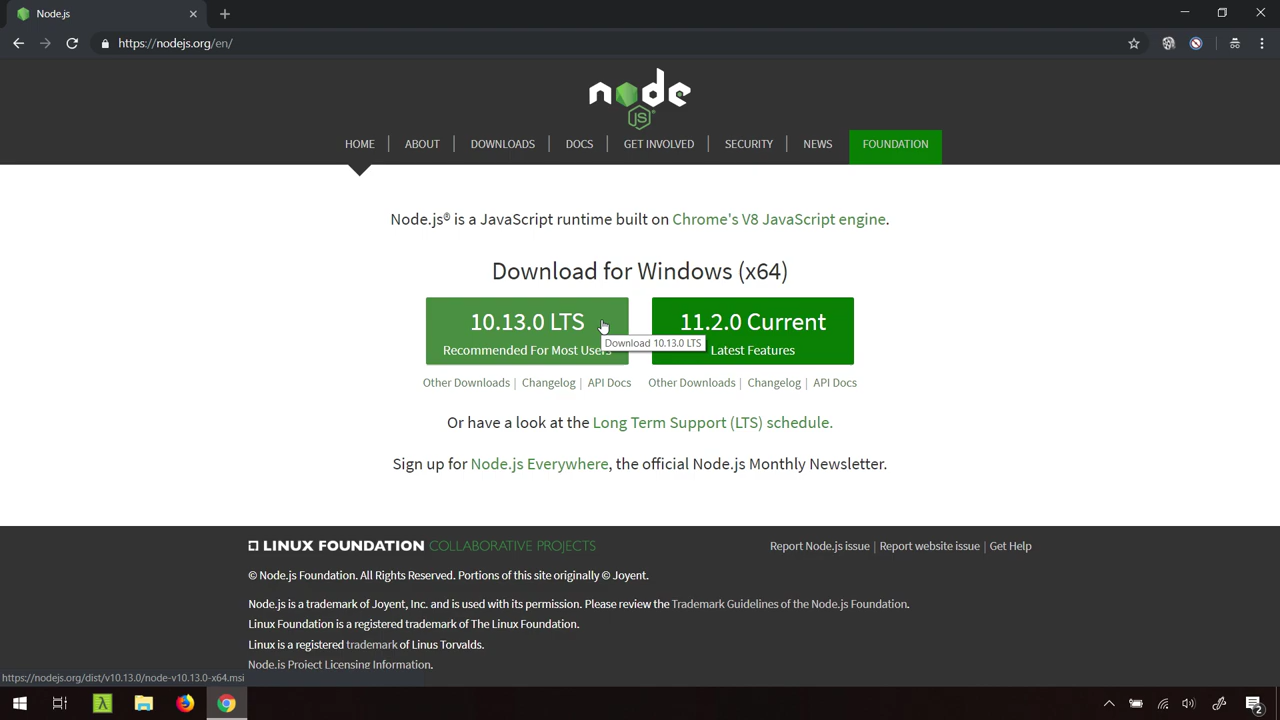 Node.js
https://nodejs.org/en/
node
JS
HOME
ABOUT
DOWNLOADS
DOCS
GET INVOLVED
SECURITY
NEWS
FOUNDATION
Node.js® is a JavaScript runtime built on Chrome's V8 JavaScript engine.
Download for Windows (x64)
10.13.0 LTS
Recommended For Most Users
11.2.0 Current
Latest Features
Download 10.13.0 LTS
Other Downloads | Changelog | API Docs
Other Downloads | Changelog | API Docs
Or have a look at the Long Term Support (LTS) schedule.
Sign up for Node.js Everywhere, the official Node.js Monthly Newsletter.
LINUX FOUNDATION COLLABORATIVE PROJECTS
Report Node.js issue | Report website issue | Get Help
© Node.js Foundation. All Rights Reserved. Portions of this site originally © Joyent.
Node.js is a trademark of Joyent, Inc. and is used with its permission. Please review the Trademark Guidelines of the Node.js Foundation.
Linux Foundation is a registered trademark of The Linux Foundation.
Linux is a registered trademark of Linus Torvalds.
Node.js Project Licensing Information.
https://nodejs.org/dist/v10.13.0/node-v10.13.0-x64.msi
λ
2